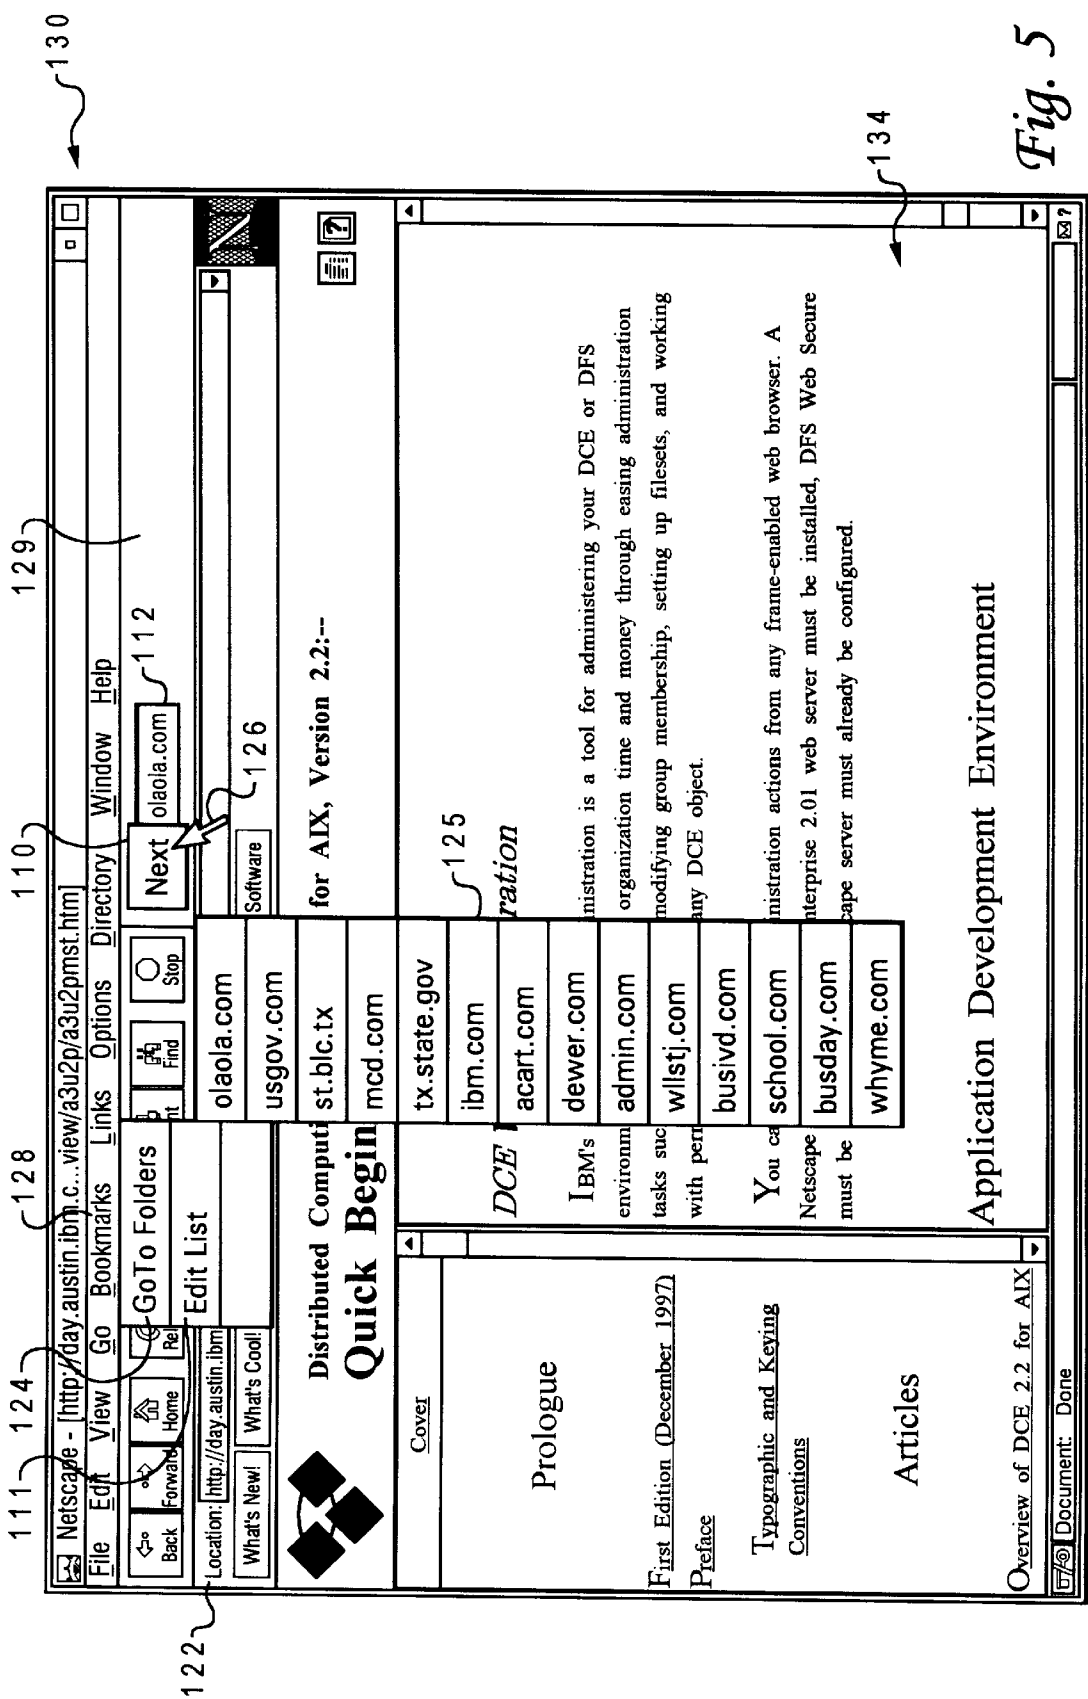 130
129
110
112
128
124
111
122
Netscape - [http://day.austin.ibm.c...view/a3u2p/a3u2pmst.htm]
File Edit View Go Bookmarks Links Options Directory Window Help
Back Forward Home Rel nt Find Stop
Next olaola.com
GoTo Folders
Edit List
126
Location: http://day.austin.ibm
What's New! What's Cool! Software
olaola.com
usgov.com
st.blc.tx
mcd.com
tx.state.gov
ibm.com
acart.com
dewer.com
admin.com
wllstj.com
busivd.com
school.com
busday.com
whyme.com
125
Distributed Computi for AIX, Version 2.2:--
Quick Begin
?
Cover
Prologue
First Edition (December 1997)
Preface
Typographic and Keying
Conventions
Articles
Overview of DCE 2.2 for AIX
DCE ration
IBM's nistration is a tool for administering your DCE or DFS
environm organization time and money through easing administration
tasks suc modifying group membership, setting up filesets, and working
with perr any DCE object.
You ca nistration actions from any frame-enabled web browser. A
Netscape nterprise 2.01 web server must be installed, DFS Web Secure
must be cape server must already be configured.
Application Development Environment
134
Document: Done
?
Fig. 5